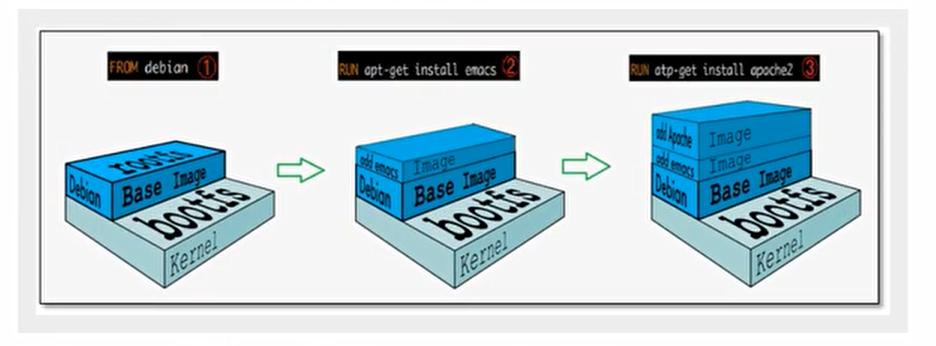 FROM debian ①
RUN apt-get install emacs ②
RUN atp-get install apache2 ③
rootfs
Debian
Base Image
bootfs
Kernel
add emacs
Image
Debian
Base Image
bootfs
Kernel
add Apache
Image
add emacs
Image
Debian
Base Image
bootfs
Kernel